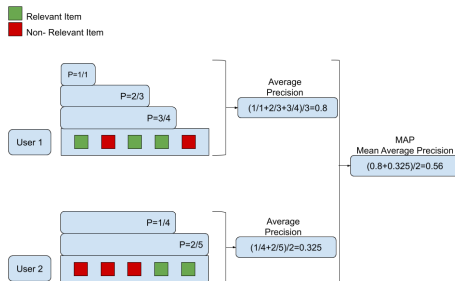 Relevant Item
Non- Relevant Item
P=1/1
P=2/3
P=3/4
User 1
Average
Precision
(1/1+2/3+3/4)/3=0.8
MAP
Mean Average Precision
(0.8+0.325)/2=0.56
P=1/4
P=2/5
User 2
Average
Precision
(1/4+2/5)/2=0.325